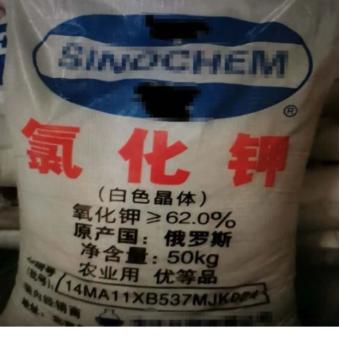 SINOCHEM
®
氯化钾
(白色晶体)
氧化钾≥62.0%
原产国：俄罗斯
净含量：50kg
农业用 优等品
14MA11XB537MJK